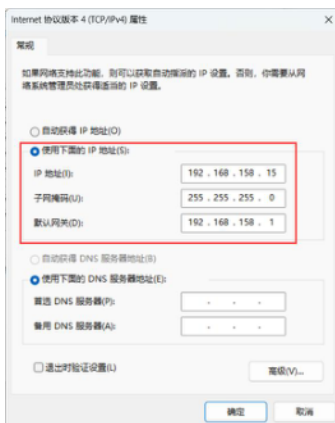 Internet 协议版本 4 (TCP/IPv4) 属性
常规
如果网络支持此功能，则可以获取自动指派的 IP 设置。否则，你需要从网
络系统管理员处获得适当的 IP 设置。
自动获得 IP 地址(O)
使用下面的 IP 地址(S):
IP 地址(I): 192 . 168 . 158 . 15
子网掩码(U): 255 . 255 . 255 . 0
默认网关(D): 192 . 168 . 158 . 1
自动获得 DNS 服务器地址(B)
使用下面的 DNS 服务器地址(E):
首选 DNS 服务器(P): . . .
备用 DNS 服务器(A): . . .
退出时验证设置(L)
高级(V)...
确定 取消